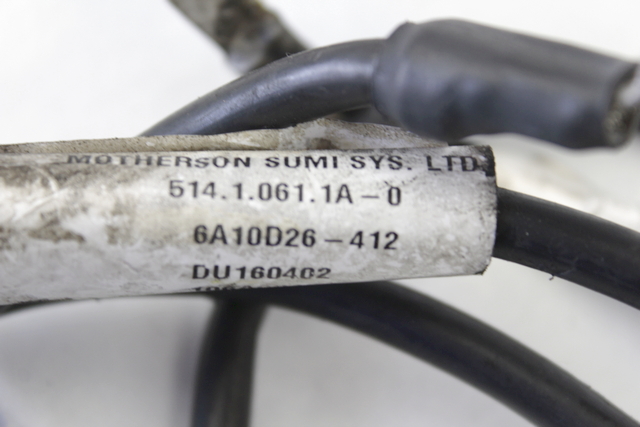 MOTHERSON SUMI SYS. LTD
514.1.061.1A-0
6A10D26-412
DU160402